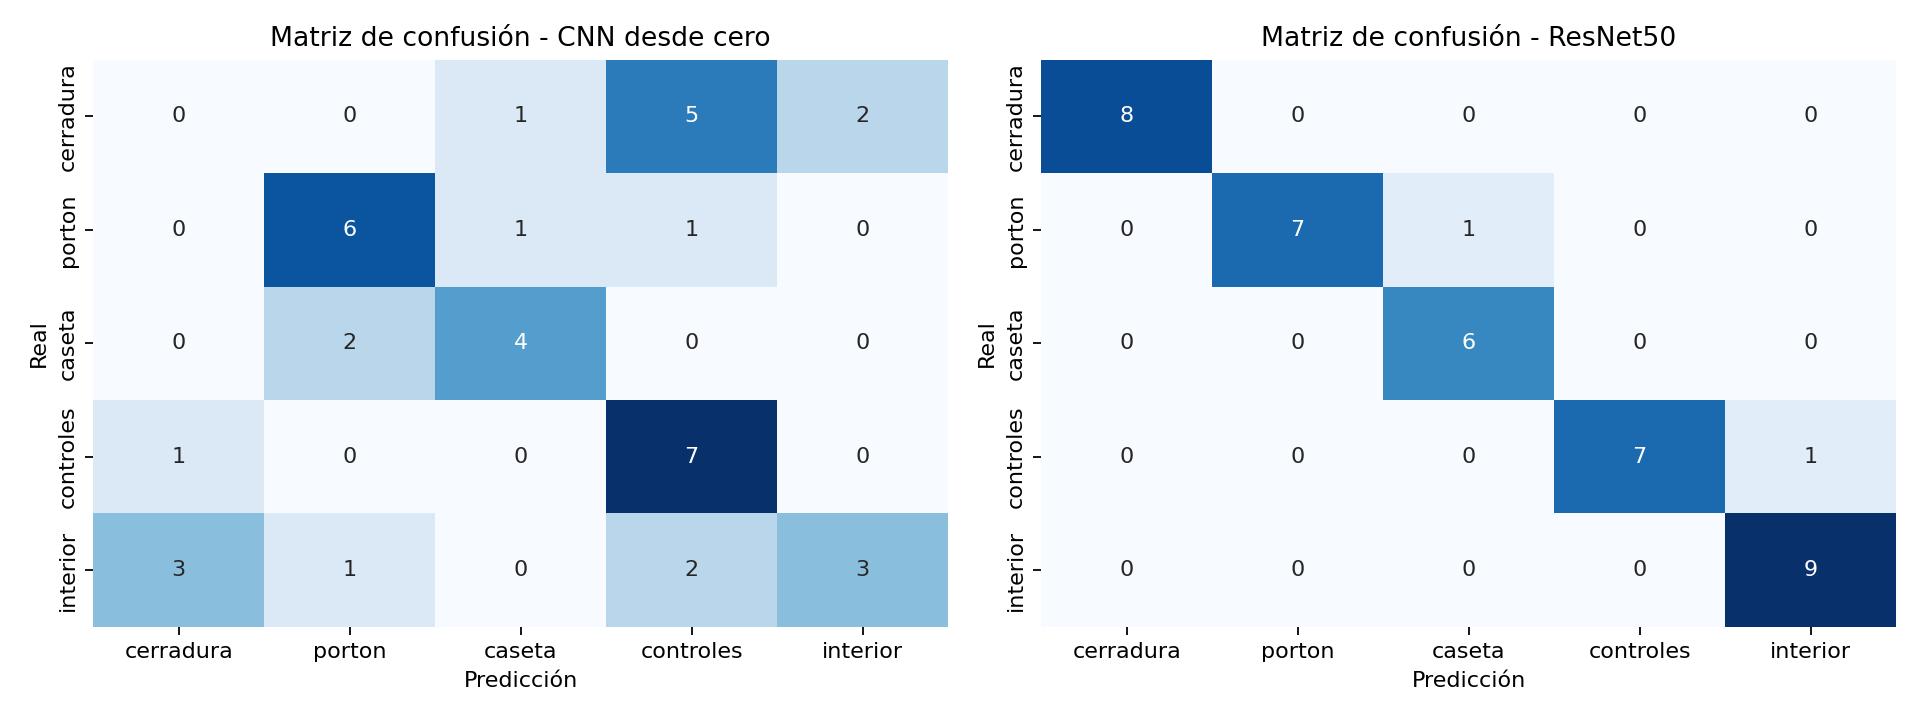 Matriz de confusión - CNN desde cero
Real
cerradura 0 0 1 5 2
porton 0 6 1 1 0
caseta 0 2 4 0 0
controles 1 0 0 7 0
interior 3 1 0 2 3
cerradura porton caseta controles interior
Predicción
Matriz de confusión - ResNet50
Real
cerradura 8 0 0 0 0
porton 0 7 1 0 0
caseta 0 0 6 0 0
controles 0 0 0 7 1
interior 0 0 0 0 9
cerradura porton caseta controles interior
Predicción